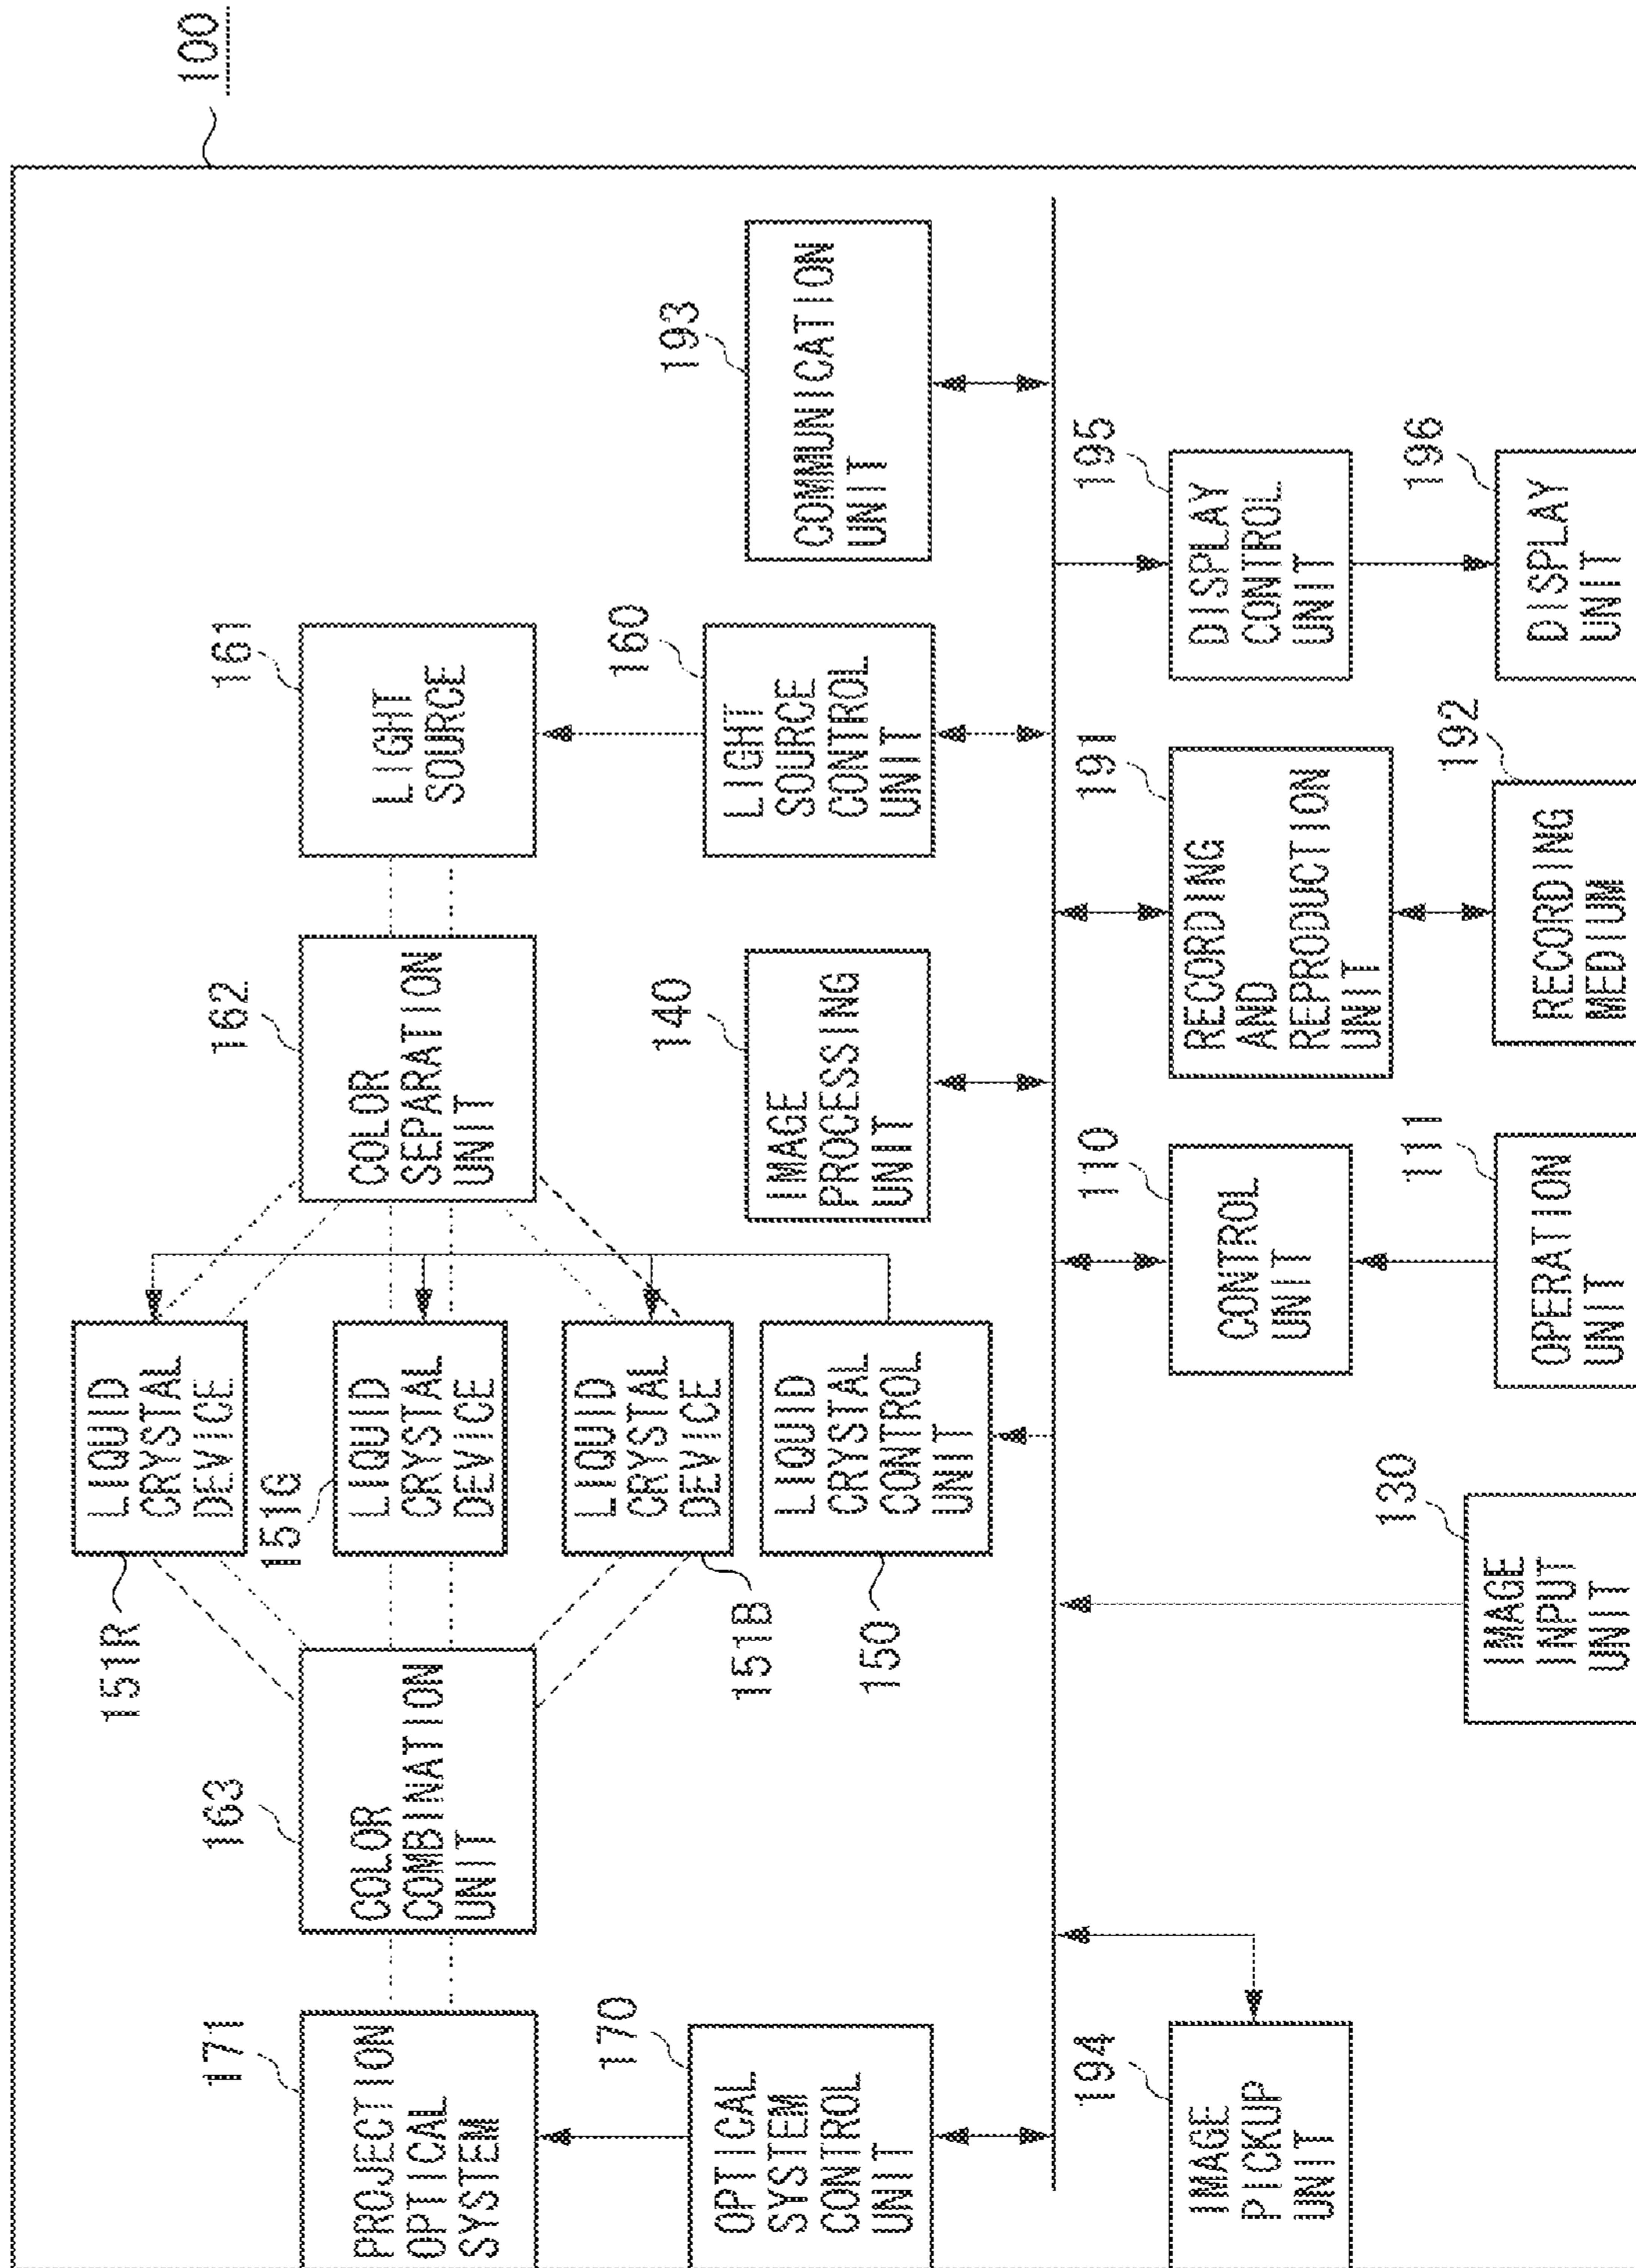 100
171
PROJECTION
OPTICAL
SYSTEM
163
COLOR
COMBINATION
UNIT
151R
LIQUID
CRYSTAL
DEVICE
151G
LIQUID
CRYSTAL
DEVICE
151B
LIQUID
CRYSTAL
DEVICE
162
COLOR
SEPARATION
UNIT
161
LIGHT
SOURCE
170
OPTICAL
SYSTEM
CONTROL
UNIT
150
LIQUID
CRYSTAL
CONTROL
UNIT
140
IMAGE
PROCESSING
UNIT
160
LIGHT
SOURCE
CONTROL
UNIT
193
COMMUNICATION
UNIT
194
IMAGE
PICKUP
UNIT
130
IMAGE
INPUT
UNIT
110
CONTROL
UNIT
111
OPERATION
UNIT
191
RECORDING
AND
REPRODUCTION
UNIT
192
RECORDING
MEDIUM
195
DISPLAY
CONTROL
UNIT
196
DISPLAY
UNIT